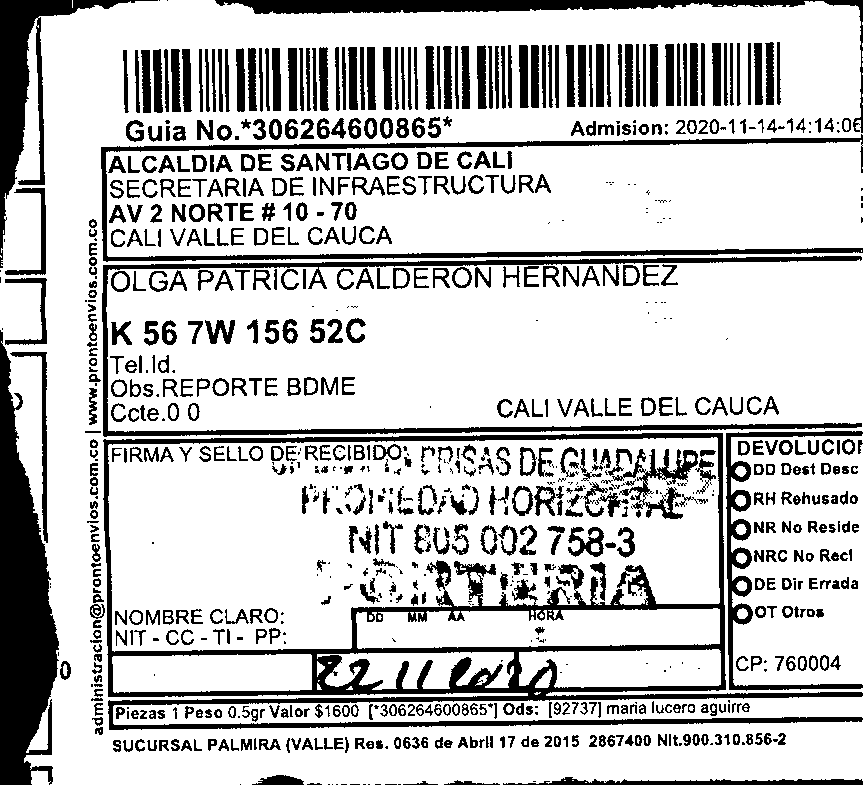 Guia No.*306264600865*
Admision: 2020-11-14-14:14:06
ALCALDIA DE SANTIAGO DE CALI
SECRETARIA DE INFRAESTRUCTURA
AV 2 NORTE # 10 - 70
CALI VALLE DEL CAUCA
OLGA PATRICIA CALDERON HERNANDEZ
K 56 7W 156 52C
Tel.Id.
Obs.REPORTE BDME
Ccte.0 0
CALI VALLE DEL CAUCA
administracion@prontoenvios.com.co | www.prontoenvios.com.co
FIRMA Y SELLO DE RECIBIDO:
BRISAS DE GUADALUPE
PROPIEDAD HORIZONTAL
NIT 805 002 758-3
PORTERIA
NOMBRE CLARO:
NIT - CC - TI - PP:
DD MM AA HORA
22 11 2020
DEVOLUCION
DD Dest Desc
RH Rehusado
NR No Reside
NRC No Recl
DE Dir Errada
OT Otros
CP: 760004
Piezas 1 Peso 0.5gr Valor $1600 [*306264600865*] Ods: [92737] maria lucero aguirre
SUCURSAL PALMIRA (VALLE) Res. 0636 de Abril 17 de 2015 2867400 Nit.900.310.856-2